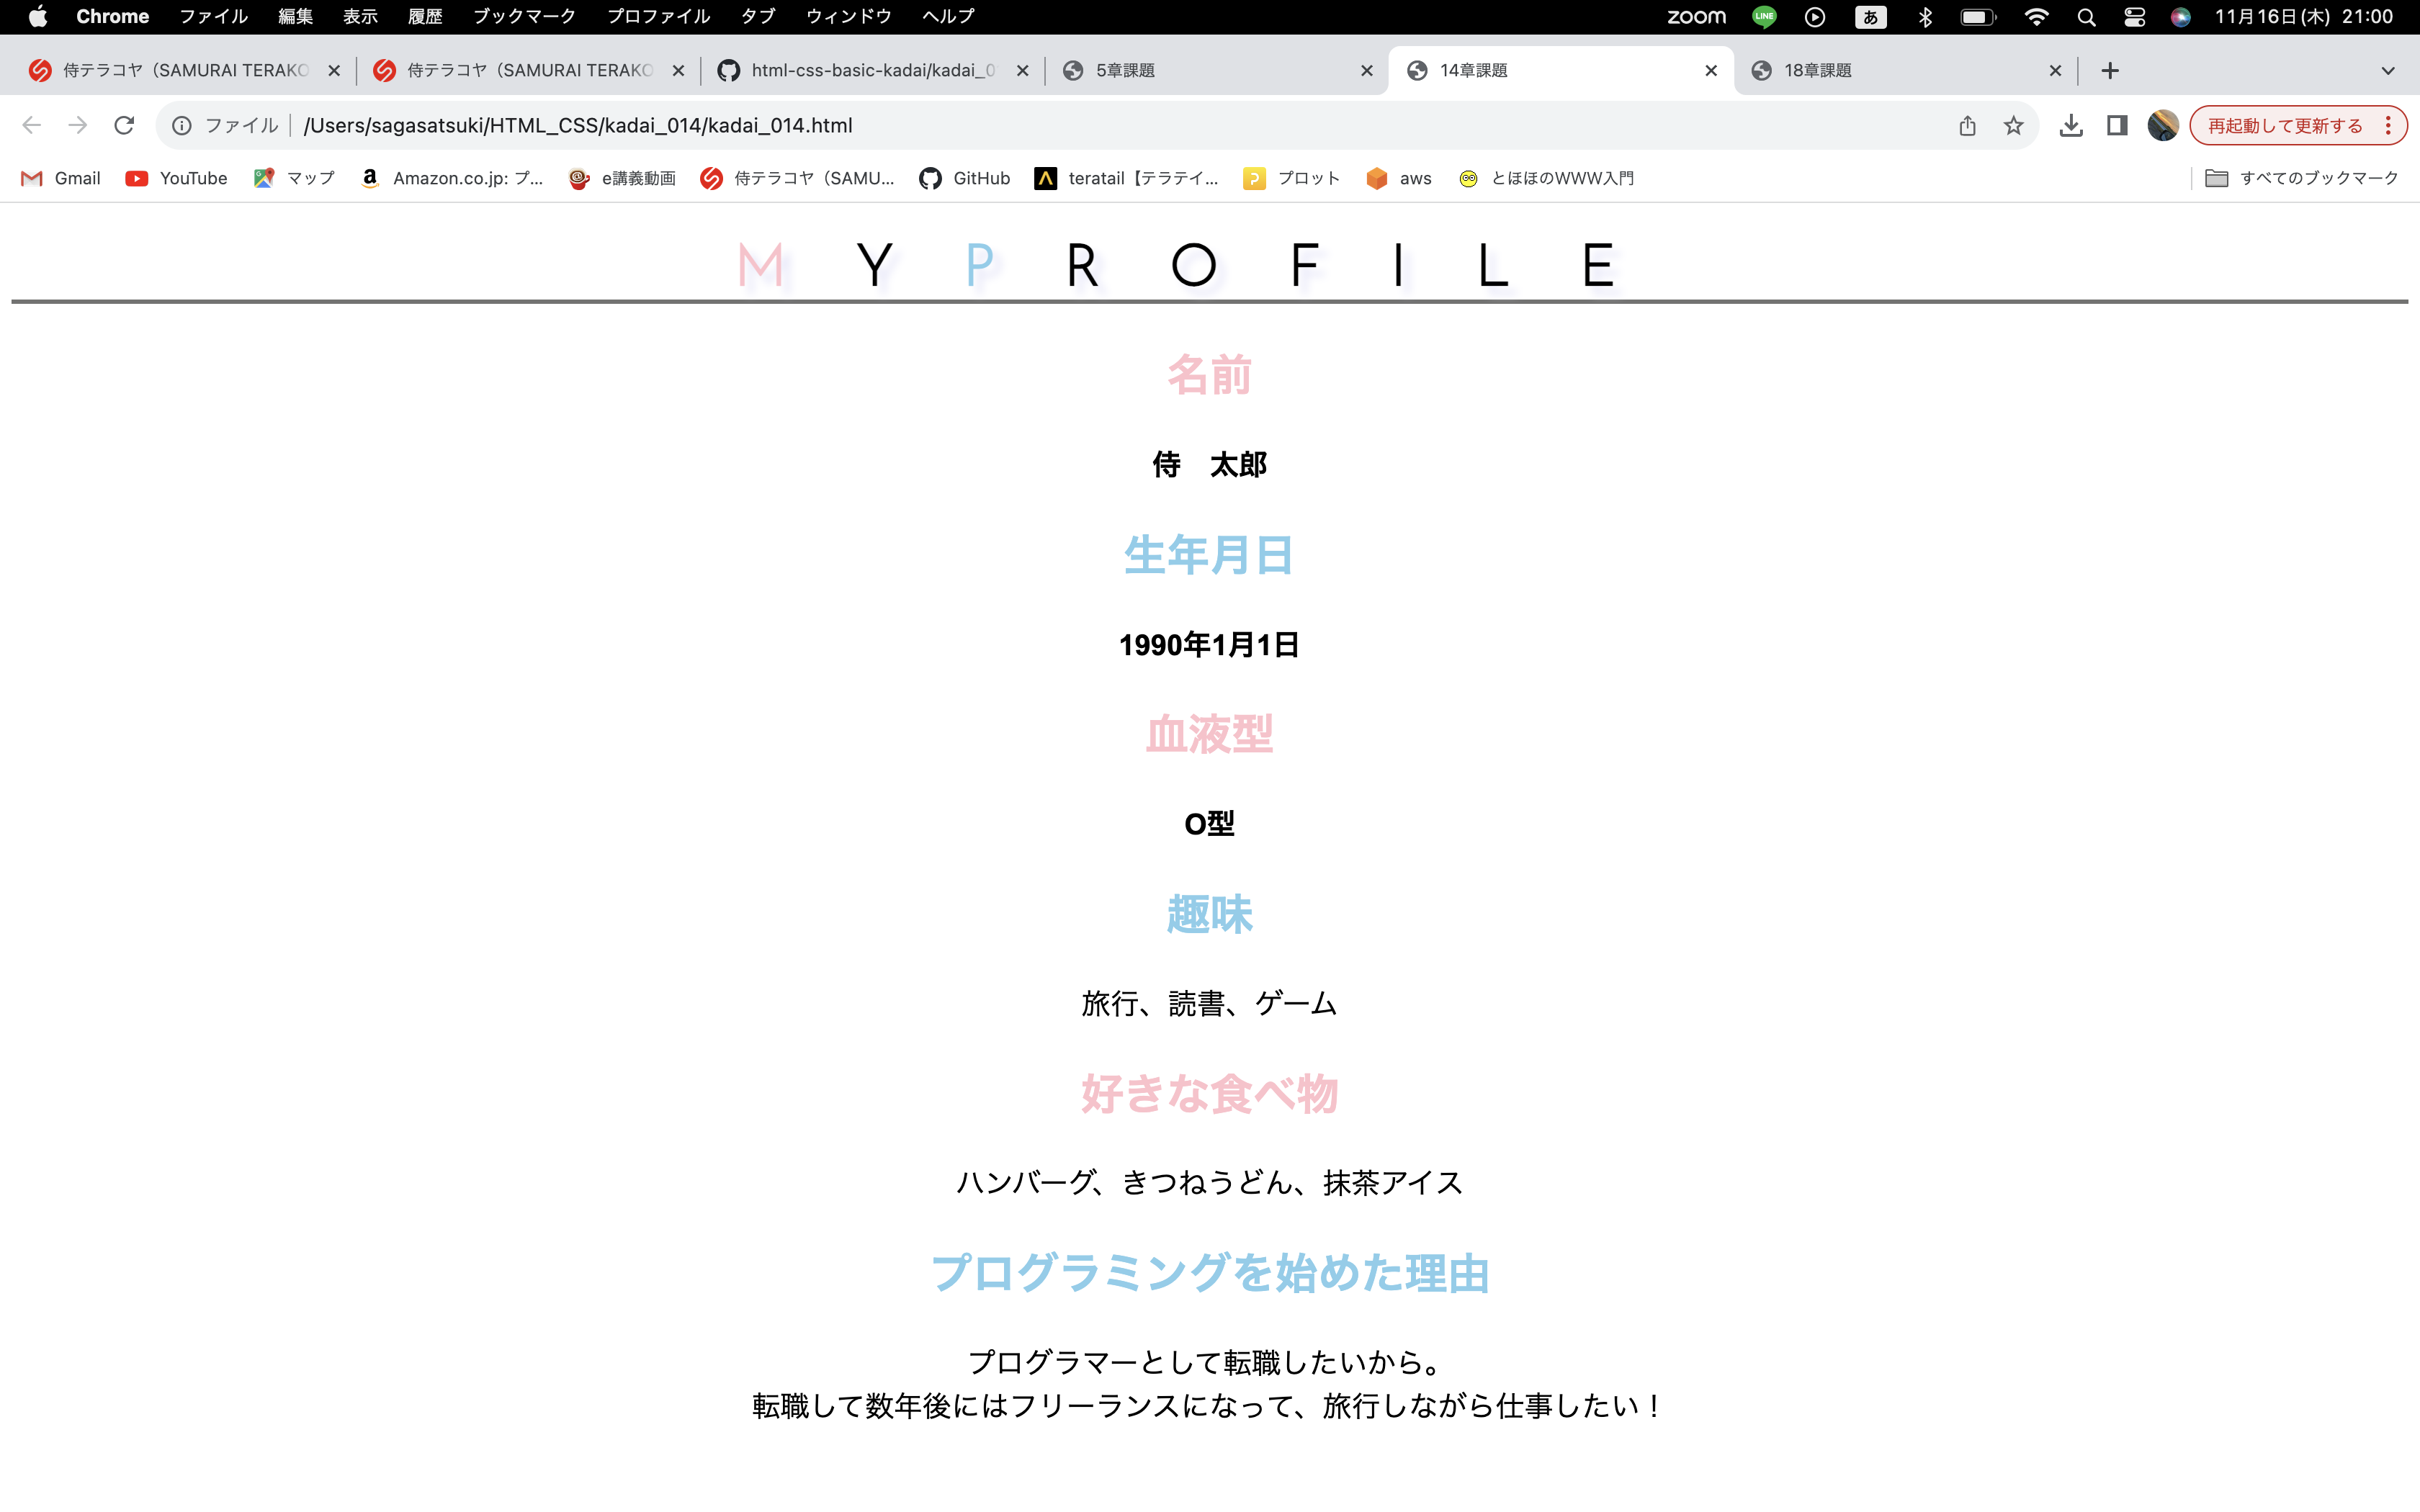 Chrome ファイル 編集 表示 履歴 ブックマーク プロファイル タブ ウィンドウ ヘルプ zoom LINE あ 11月16日(木) 21:00
侍テラコヤ（SAMURAI TERAKO 侍テラコヤ（SAMURAI TERAKO html-css-basic-kadai/kadai_0 5章課題 14章課題 18章課題
ファイル /Users/sagasatsuki/HTML_CSS/kadai_014/kadai_014.html 再起動して更新する
Gmail YouTube マップ Amazon.co.jp: プ... e講義動画 侍テラコヤ（SAMU... GitHub teratail【テラテイ... プロット aws とほほのWWW入門 すべてのブックマーク
M Y P R O F I L E
名前
侍　太郎
生年月日
1990年1月1日
血液型
O型
趣味
旅行、読書、ゲーム
好きな食べ物
ハンバーグ、きつねうどん、抹茶アイス
プログラミングを始めた理由
プログラマーとして転職したいから。
転職して数年後にはフリーランスになって、旅行しながら仕事したい！